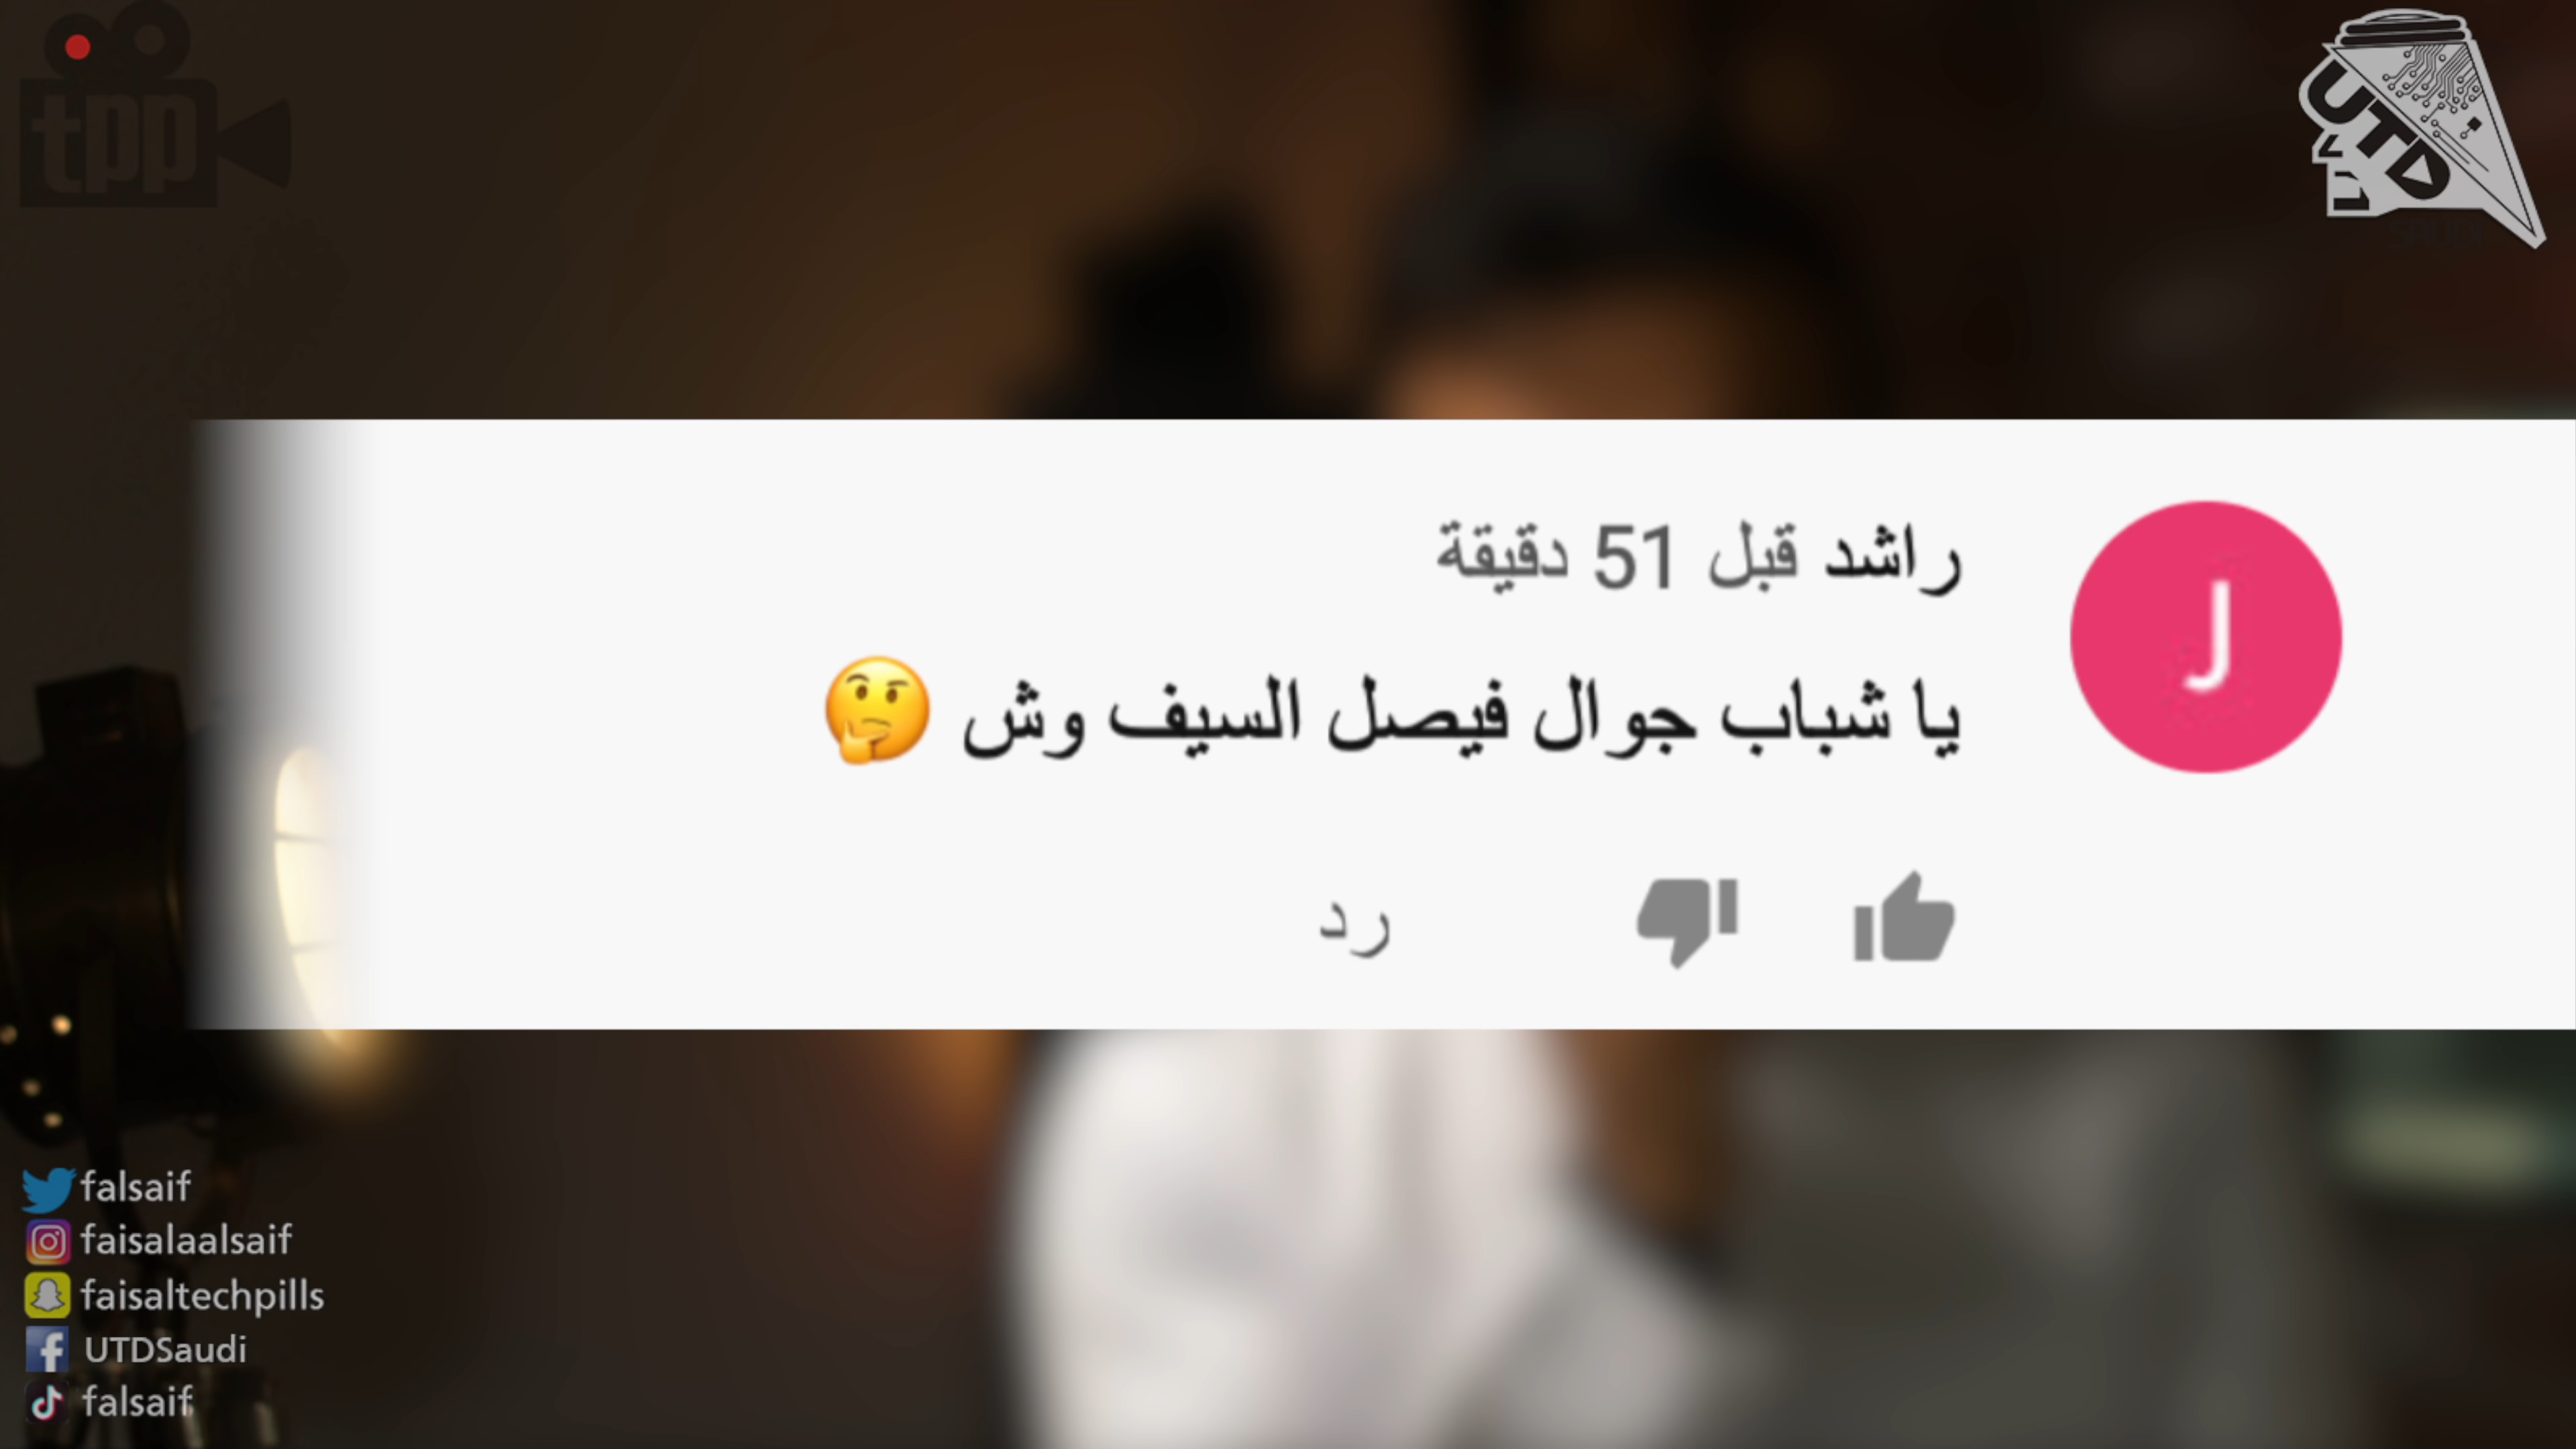 tpp
UTD
راشد قبل 51 دقيقة
يا شباب جوال فيصل السيف وش 🤔
رد
falsaif
faisalaalsaif
faisaltechpills
UTDSaudi
falsaif